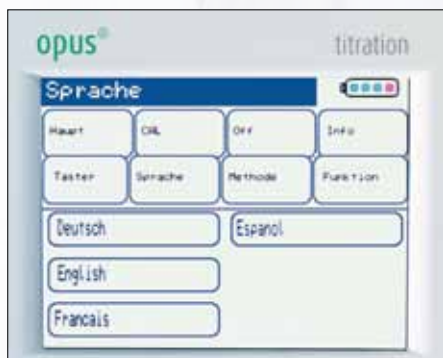 opus® titration
Sprache
Haupt CAL Off Info
Taster Sprache Methode Funktion
Deutsch Espanol
English
Francais